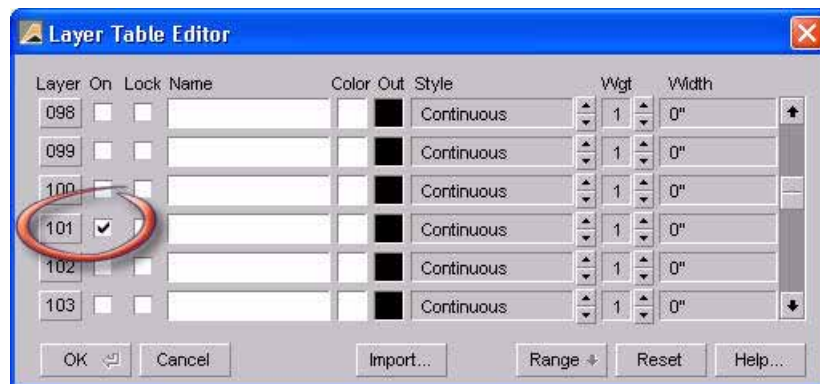 Layer Table Editor
Layer On Lock Name Color Out Style Wgt Width
098 Continuous 1 0"
099 Continuous 1 0"
100 Continuous 1 0"
101 Continuous 1 0"
102 Continuous 1 0"
103 Continuous 1 0"
OK Cancel Import... Range Reset Help...